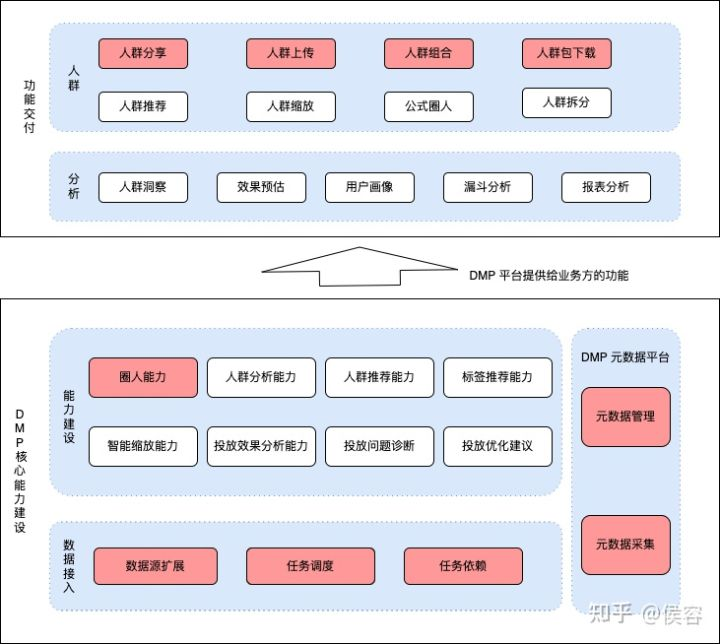 功能交付
人群
人群分享
人群上传
人群组合
人群包下载
人群推荐
人群缩放
公式圈人
人群拆分
分析
人群洞察
效果预估
用户画像
漏斗分析
报表分析
DMP 平台提供给业务方的功能
DMP核心能力建设
能力建设
圈人能力
人群分析能力
人群推荐能力
标签推荐能力
智能缩放能力
投放效果分析能力
投放问题诊断
投放优化建议
数据接入
数据源扩展
任务调度
任务依赖
DMP 元数据平台
元数据管理
元数据采集
知乎 @侯容